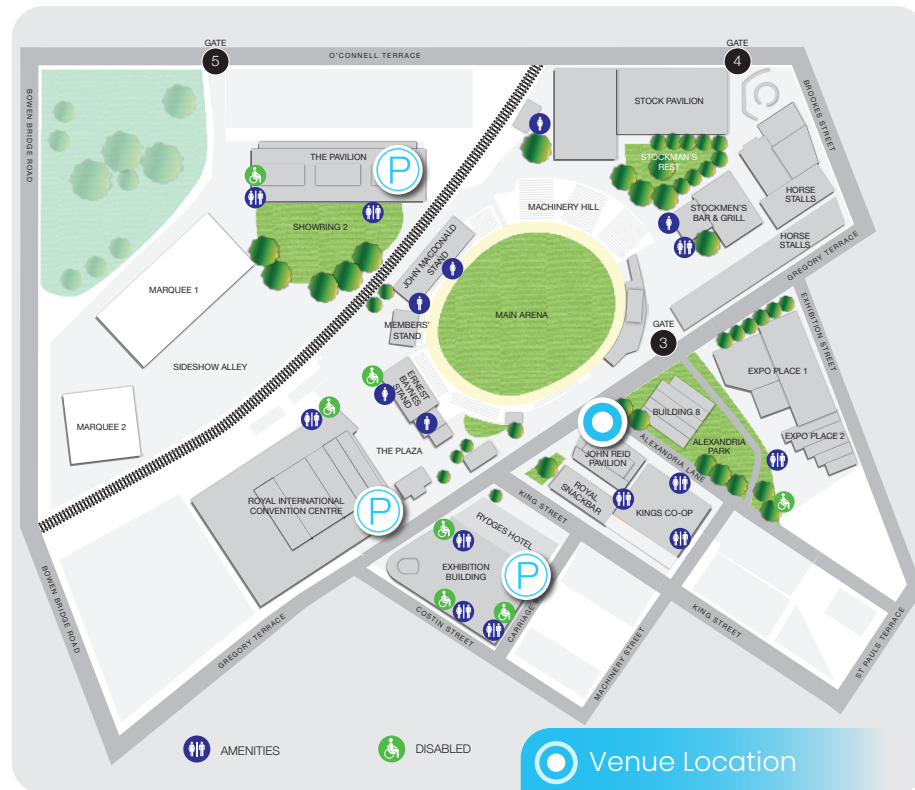 GATE
5
O'CONNELL TERRACE
GATE
4
BOWEN BRIDGE ROAD
BROOKES STREET
STOCK PAVILION
THE PAVILION
P
STOCKMAN'S
REST
HORSE
STALLS
MACHINERY HILL
STOCKMEN'S
BAR & GRILL
SHOWRING 2
HORSE
STALLS
JOHN MACDONALD
STAND
GREGORY TERRACE
MARQUEE 1
EXHIBITION STREET
MAIN ARENA
MEMBERS'
STAND
GATE
3
SIDESHOW ALLEY
EXPO PLACE 1
ERNEST
BAYNES
STAND
BUILDING 8
MARQUEE 2
EXPO PLACE 2
ALEXANDRIA
PARK
THE PLAZA
JOHN REID
PAVILION
ALEXANDRIA LANE
ROYAL INTERNATIONAL
CONVENTION CENTRE
P
KING STREET
ROYAL
SNACKBAR
KINGS CO-OP
RYDGES HOTEL
EXHIBITION
BUILDING
P
BOWEN BRIDGE ROAD
GREGORY TERRACE
COSTIN STREET
CARRIAGE
MACHINERY STREET
KING STREET
ST PAULS TERRACE
AMENITIES
DISABLED
Venue Location